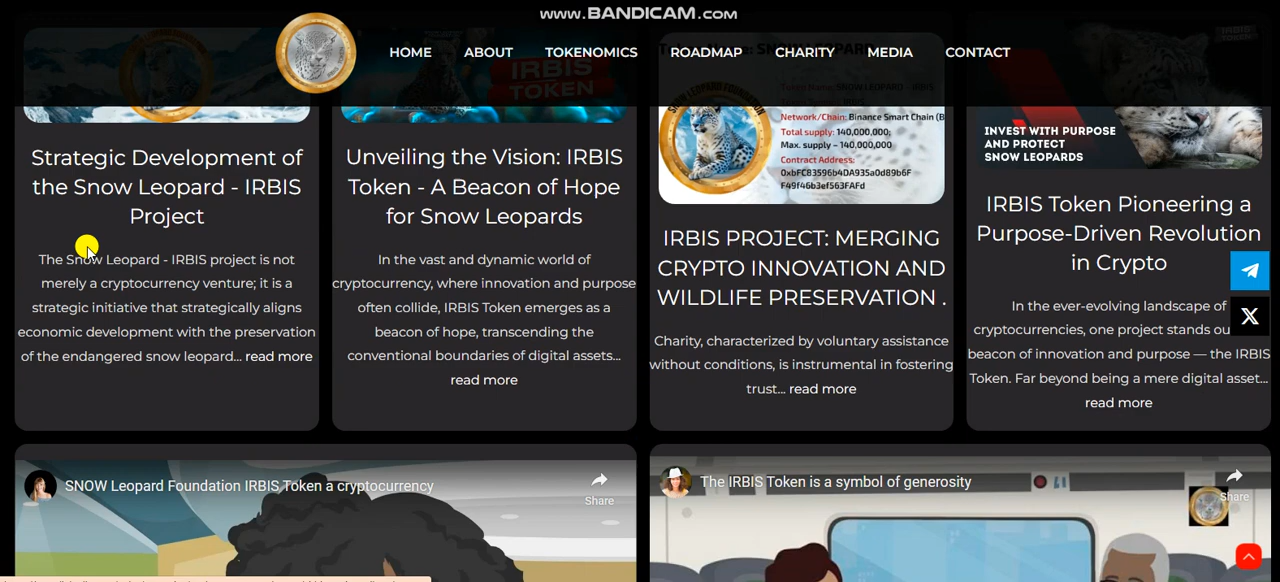 www.BANDICAM.com
HOME ABOUT TOKENOMICS ROADMAP CHARITY MEDIA CONTACT
IRBIS
TOKEN
Network/Chain: Binance Smart Chain (B
Total supply: 140,000,000;
Max. supply – 140,000,000
Contract Address:
0xbFC83596b4DA935a0d89b6F
F49f46b3ef563FAFd
INVEST WITH PURPOSE
AND PROTECT
SNOW LEOPARDS
Strategic Development of
the Snow Leopard - IRBIS
Project
The Snow Leopard - IRBIS project is not
merely a cryptocurrency venture; it is a
strategic initiative that strategically aligns
economic development with the preservation
of the endangered snow leopard... read more
Unveiling the Vision: IRBIS
Token - A Beacon of Hope
for Snow Leopards
In the vast and dynamic world of
cryptocurrency, where innovation and purpose
often collide, IRBIS Token emerges as a
beacon of hope, transcending the
conventional boundaries of digital assets...
read more
IRBIS PROJECT: MERGING
CRYPTO INNOVATION AND
WILDLIFE PRESERVATION .
Charity, characterized by voluntary assistance
without conditions, is instrumental in fostering
trust... read more
IRBIS Token Pioneering a
Purpose-Driven Revolution
in Crypto
In the ever-evolving landscape of
cryptocurrencies, one project stands
beacon of innovation and purpose — the IRBIS
Token. Far beyond being a mere digital asset...
read more
SNOW Leopard Foundation IRBIS Token a cryptocurrency
Share
The IRBIS Token is a symbol of generosity
Share